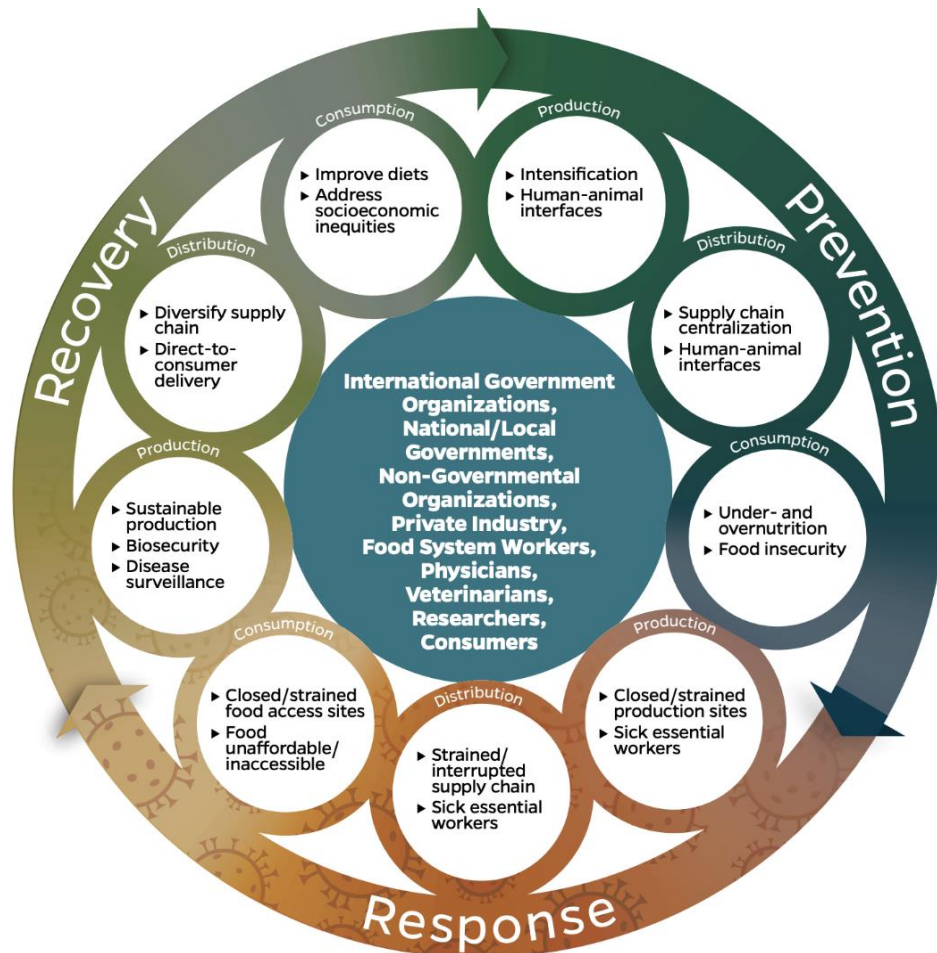 Prevention
Production
▸ Intensification
▸ Human-animal
interfaces
Distribution
▸ Supply chain
centralization
▸ Human-animal
interfaces
Consumption
▸ Under- and
overnutrition
▸ Food insecurity
Response
Production
▸ Closed/strained
production sites
▸ Sick essential
workers
Distribution
▸ Strained/
interrupted
supply chain
▸ Sick essential
workers
Consumption
▸ Closed/strained
food access sites
▸ Food
unaffordable/
inaccessible
Recovery
Production
▸ Sustainable
production
▸ Biosecurity
▸ Disease
surveillance
Distribution
▸ Diversify supply
chain
▸ Direct-to-
consumer
delivery
Consumption
▸ Improve diets
▸ Address
socioeconomic
inequities
International Government
Organizations,
National/Local
Governments,
Non-Governmental
Organizations,
Private Industry,
Food System Workers,
Physicians,
Veterinarians,
Researchers,
Consumers